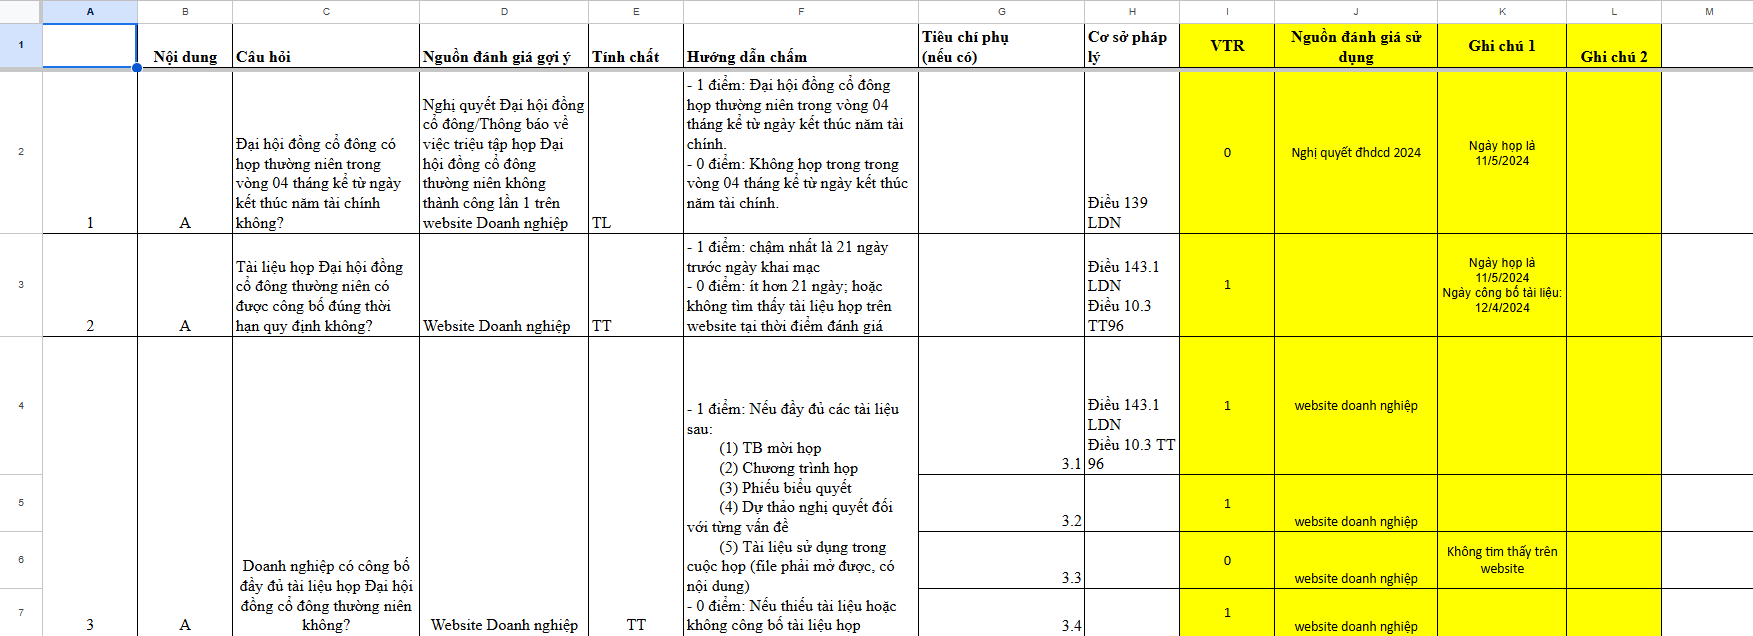 A B C D E F G H I J K L M
1
Nội dung
Câu hỏi
Nguồn đánh giá gợi ý
Tính chất
Hướng dẫn chấm
Tiêu chí phụ
(nếu có)
Cơ sở pháp
lý
VTR
Nguồn đánh giá sử
dụng
Ghi chú 1
Ghi chú 2
2
1
A
Đại hội đồng cổ đông có
họp thường niên trong
vòng 04 tháng kể từ ngày
kết thúc năm tài chính
không?
Nghị quyết Đại hội đồng
cổ đông/Thông báo về
việc triệu tập họp Đại
hội đồng cổ đông
thường niên không
thành công lần 1 trên
website Doanh nghiệp
TL
- 1 điểm: Đại hội đồng cổ đông
họp thường niên trong vòng 04
tháng kể từ ngày kết thúc năm tài
chính.
- 0 điểm: Không họp trong trong
vòng 04 tháng kể từ ngày kết thúc
năm tài chính.
Điều 139
LDN
0
Nghị quyết đhdcd 2024
Ngày họp là
11/5/2024
3
2
A
Tài liệu họp Đại hội đồng
cổ đông thường niên có
được công bố đúng thời
hạn quy định không?
Website Doanh nghiệp
TT
- 1 điểm: chậm nhất là 21 ngày
trước ngày khai mạc
- 0 điểm: ít hơn 21 ngày; hoặc
không tìm thấy tài liệu họp trên
website tại thời điểm đánh giá
Điều 143.1
LDN
Điều 10.3
TT96
1
Ngày họp là
11/5/2024
Ngày công bố tài liệu:
12/4/2024
4
5
6
7
3
A
Doanh nghiệp có công bố
đầy đủ tài liệu họp Đại hội
đồng cổ đông thường niên
không?
Website Doanh nghiệp
TT
- 1 điểm: Nếu đầy đủ các tài liệu
sau:
(1) TB mời họp
(2) Chương trình họp
(3) Phiếu biểu quyết
(4) Dự thảo nghị quyết đối
với từng vấn đề
(5) Tài liệu sử dụng trong
cuộc họp (file phải mở được, có
nội dung)
- 0 điểm: Nếu thiếu tài liệu hoặc
không công bố tài liệu họp
3.1
Điều 143.1
LDN
Điều 10.3 TT
96
1
website doanh nghiệp
3.2
1
website doanh nghiệp
3.3
0
website doanh nghiệp
Không tìm thấy trên
website
3.4
1
website doanh nghiệp